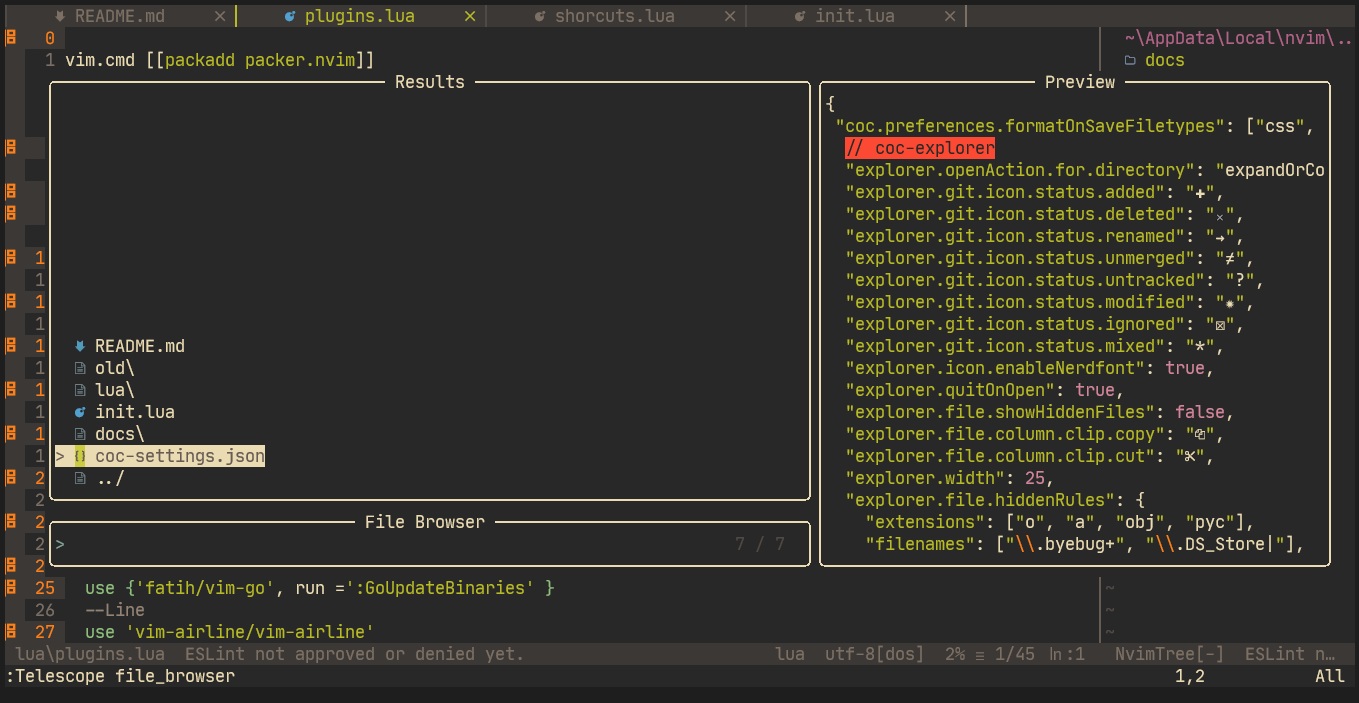 README.md × plugins.lua × shorcuts.lua × init.lua ×
0 ~\AppData\Local\nvim\..
1 vim.cmd [[packadd packer.nvim]] docs
Results
Preview
{
"coc.preferences.formatOnSaveFiletypes": ["css",
// coc-explorer
"explorer.openAction.for.directory": "expandOrCo
"explorer.git.icon.status.added": "✚",
"explorer.git.icon.status.deleted": "✕",
1 "explorer.git.icon.status.renamed": "→",
1 "explorer.git.icon.status.unmerged": "≠",
1 "explorer.git.icon.status.untracked": "?",
1 "explorer.git.icon.status.modified": "✹",
1 "explorer.git.icon.status.ignored": "☒",
1 README.md "explorer.git.icon.status.mixed": "*",
1 old\ "explorer.icon.enableNerdfont": true,
1 lua\ "explorer.quitOnOpen": true,
1 init.lua "explorer.file.showHiddenFiles": false,
1 docs\ "explorer.file.column.clip.copy": "",
1 > {} coc-settings.json "explorer.file.column.clip.cut": "✂",
2 ../ "explorer.width": 25,
2 "explorer.file.hiddenRules": {
2 File Browser "extensions": ["o", "a", "obj", "pyc"],
2 > 7 / 7 "filenames": ["\\.byebug+", "\\.DS_Store|"],
2
25 use {'fatih/vim-go', run =':GoUpdateBinaries' } ~
26 --Line ~
27 use 'vim-airline/vim-airline' ~
lua\plugins.lua ESLint not approved or denied yet. lua utf-8[dos] 2% ≡ 1/45 ln:1 NvimTree[-] ESLint n…
:Telescope file_browser 1,2 All